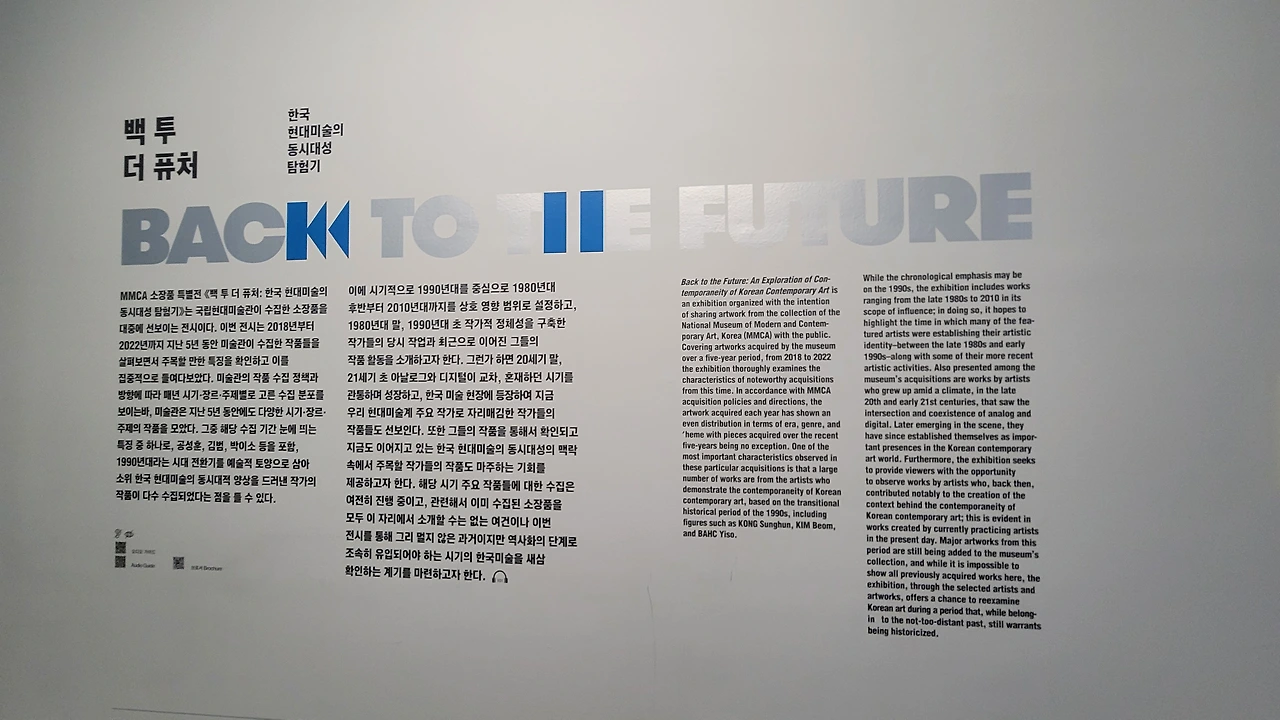 백 투
더 퓨처
한국
현대미술의
동시대성
탐험기
BACK TO THE FUTURE
MMCA 소장품 특별전 《백 투 더 퓨처: 한국 현대미술의
동시대성 탐험기》는 국립현대미술관이 수집한 소장품을
대중에 선보이는 전시이다. 이번 전시는 2018년부터
2022년까지 지난 5년 동안 미술관이 수집한 작품들을
살펴보면서 주목할 만한 특징을 확인하고 이를
집중적으로 들여다보았다. 미술관의 작품 수집 정책과
방향에 따라 매년 시기·장르·주제별로 고른 수집 분포를
보이는바, 미술관은 지난 5년 동안에도 다양한 시기·장르·
주제의 작품을 모았다. 그중 해당 수집 기간 눈에 띄는
특징 중 하나로, 공성훈, 김범, 박이소 등을 포함,
1990년대라는 시대 전환기를 예술적 토양으로 삼아
소위 한국 현대미술의 동시대적 양상을 드러낸 작가의
작품이 다수 수집되었다는 점을 들 수 있다.
Audio Guide
이에 시기적으로 1990년대를 중심으로 1980년대
후반부터 2010년대까지를 상호 영향 범위로 설정하고,
1980년대 말, 1990년대 초 작가적 정체성을 구축한
작가들의 당시 작업과 최근으로 이어진 그들의
작품 활동을 소개하고자 한다. 그런가 하면 20세기 말,
21세기 초 아날로그와 디지털이 교차, 혼재하던 시기를
관통하며 성장하고, 한국 미술 현장에 등장하여 지금
우리 현대미술계 주요 작가로 자리매김한 작가들의
작품들도 선보인다. 또한 그들의 작품을 통해서 확인되고
지금도 이어지고 있는 한국 현대미술의 동시대성의 맥락
속에서 주목할 작가들의 작품도 마주하는 기회를
제공하고자 한다. 해당 시기 주요 작품들에 대한 수집은
여전히 진행 중이고, 관련해서 이미 수집된 소장품을
모두 이 자리에서 소개할 수는 없는 여건이나 이번
전시를 통해 그리 멀지 않은 과거이지만 역사화의 단계로
조속히 유입되어야 하는 시기의 한국미술을 새삼
확인하는 계기를 마련하고자 한다.
Back to the Future: An Exploration of Con-
temporaneity of Korean Contemporary Art is
an exhibition organized with the intention
of sharing artwork from the collection of the
National Museum of Modern and Contem-
porary Art, Korea (MMCA) with the public.
Covering artworks acquired by the museum
over a five-year period, from 2018 to 2022
the exhibition thoroughly examines the
characteristics of noteworthy acquisitions
from this time. In accordance with MMCA
acquisition policies and directions, the
artwork acquired each year has shown an
even distribution in terms of era, genre, and
'heme with pieces acquired over the recent
five-years being no exception. One of the
most important characteristics observed in
these particular acquisitions is that a large
number of works are from the artists who
demonstrate the contemporaneity of Korean
contemporary art, based on the transitional
historical period of the 1990s, including
figures such as KONG Sunghun, KIM Beom,
and BAHC Yiso.
While the chronological emphasis may be
on the 1990s, the exhibition includes works
ranging from the late 1980s to 2010 in its
scope of influence; in doing so, it hopes to
highlight the time in which many of the fea-
tured artists were establishing their artistic
identity–between the late 1980s and early
1990s–along with some of their more recent
artistic activities. Also presented among the
museum's acquisitions are works by artists
who grew up amid a climate, in the late
20th and early 21st centuries, that saw the
intersection and coexistence of analog and
digital. Later emerging in the scene, they
have since established themselves as impor-
tant presences in the Korean contemporary
art world. Furthermore, the exhibition seeks
to provide viewers with the opportunity
to observe works by artists who, back then,
contributed notably to the creation of the
context behind the contemporaneity of
Korean contemporary art; this is evident in
works created by currently practicing artists
in the present day. Major artworks from this
period are still being added to the museum's
collection, and while it is impossible to
show all previously acquired works here, the
exhibition, through the selected artists and
artworks, offers a chance to reexamine
Korean art during a period that, while belong-
in to the not-too-distant past, still warrants
being historicized.